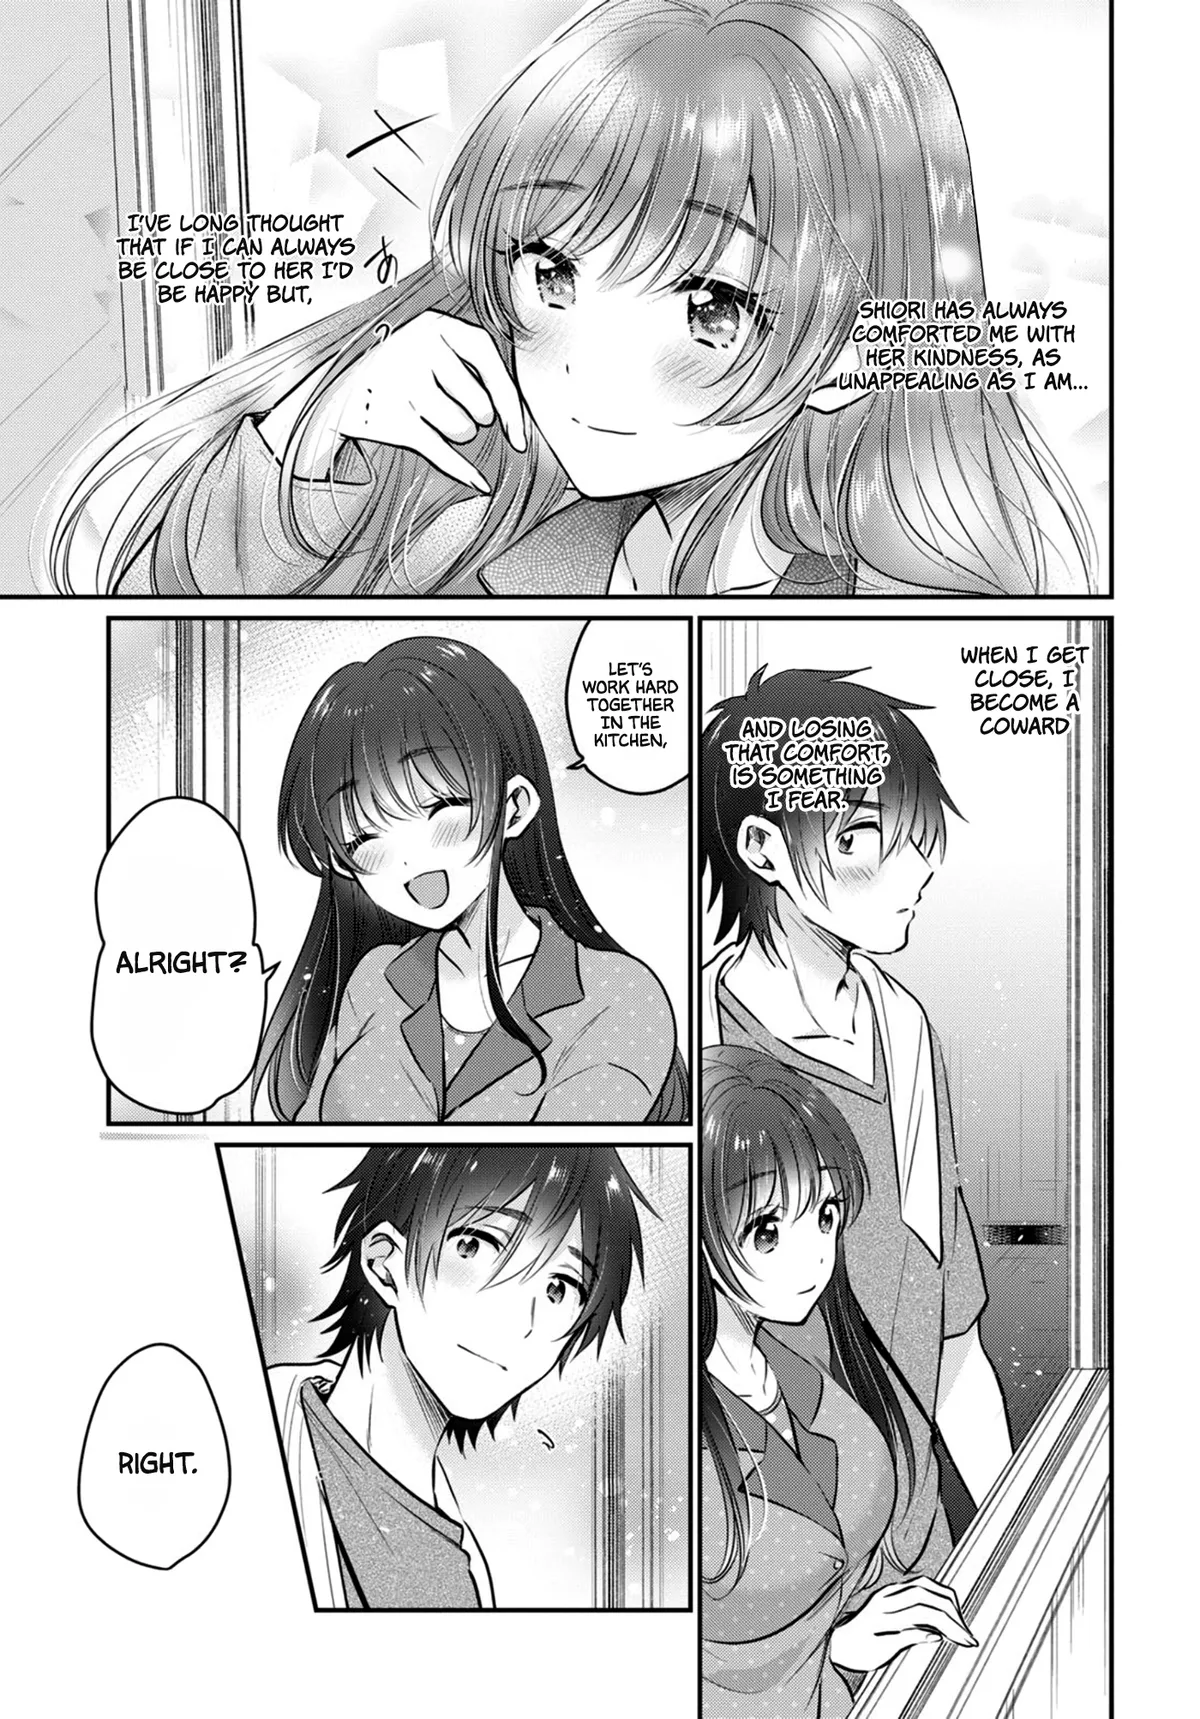 SHIORI HAS ALWAYS
COMFORTED ME WITH
HER KINDNESS, AS
UNAPPEALING AS I AM...
I'VE LONG THOUGHT
THAT IF I CAN ALWAYS
BE CLOSE TO HER I'D
BE HAPPY BUT,
WHEN I GET
CLOSE, I
BECOME A
COWARD
AND LOSING
THAT COMFORT,
IS SOMETHING
I FEAR.
LET'S
WORK HARD
TOGETHER
IN THE
KITCHEN,
ALRIGHT?
RIGHT.